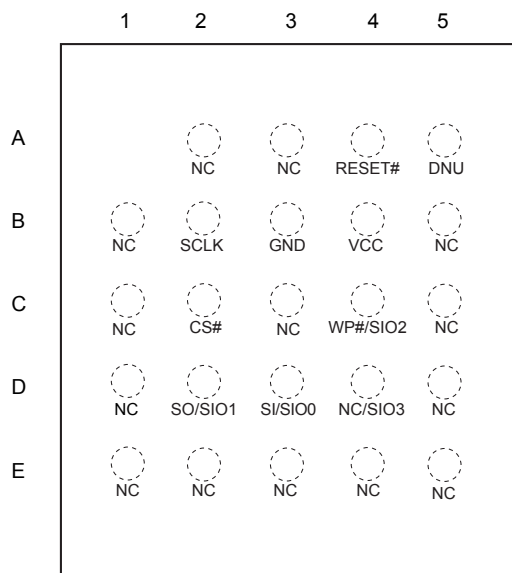 1 2 3 4 5
A
NC NC RESET# DNU
B
NC SCLK GND VCC NC
C
NC CS# NC WP#/SIO2 NC
D
NC SO/SIO1 SI/SIO0 NC/SIO3 NC
E
NC NC NC NC NC